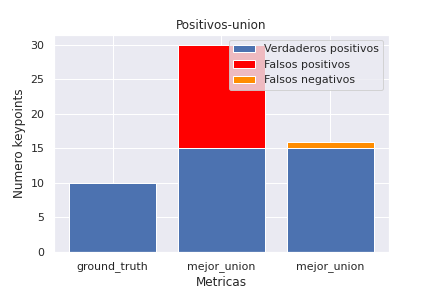 Positivos-union
Verdaderos positivos
Falsos positivos
Falsos negativos
30
25
20
15
10
5
0
Numero keypoints
ground_truth mejor_union mejor_union
Metricas